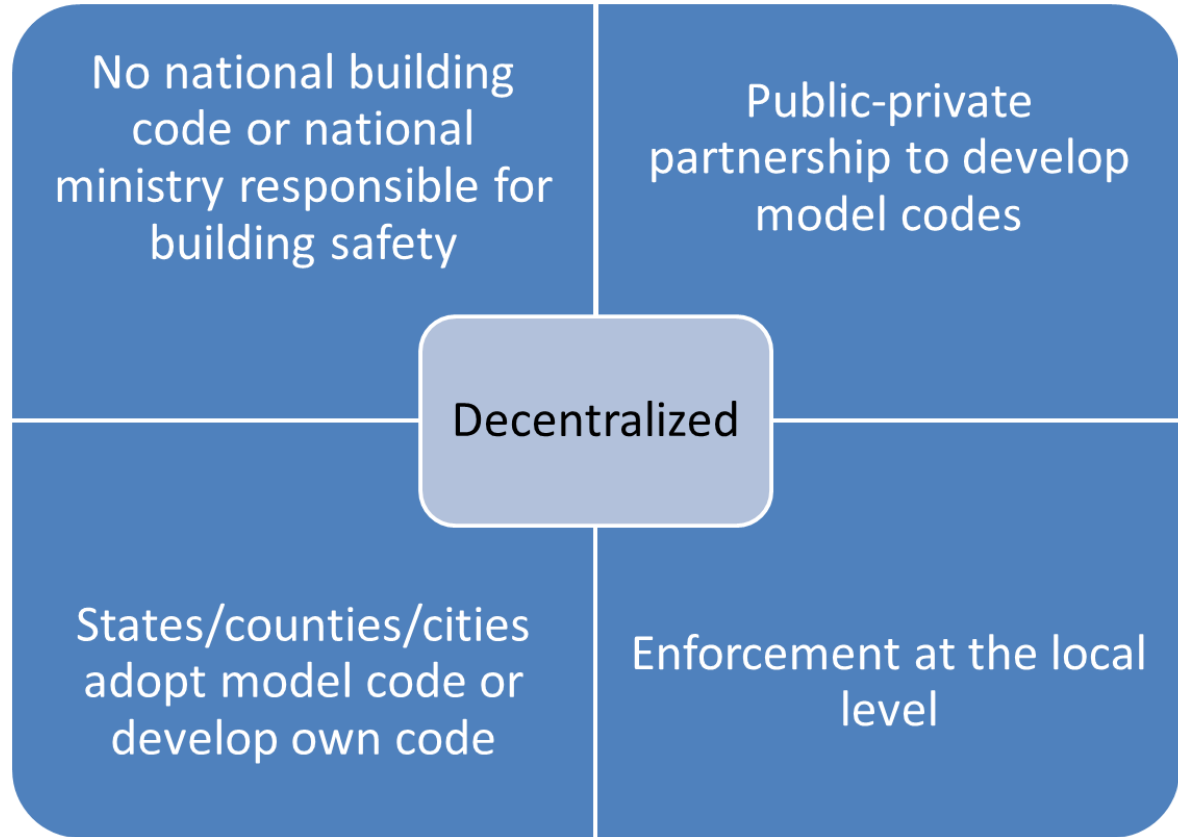 No national building
code or national
ministry responsible for
building safety
Public-private
partnership to develop
model codes
Decentralized
States/counties/cities
adopt model code or
develop own code
Enforcement at the local
level